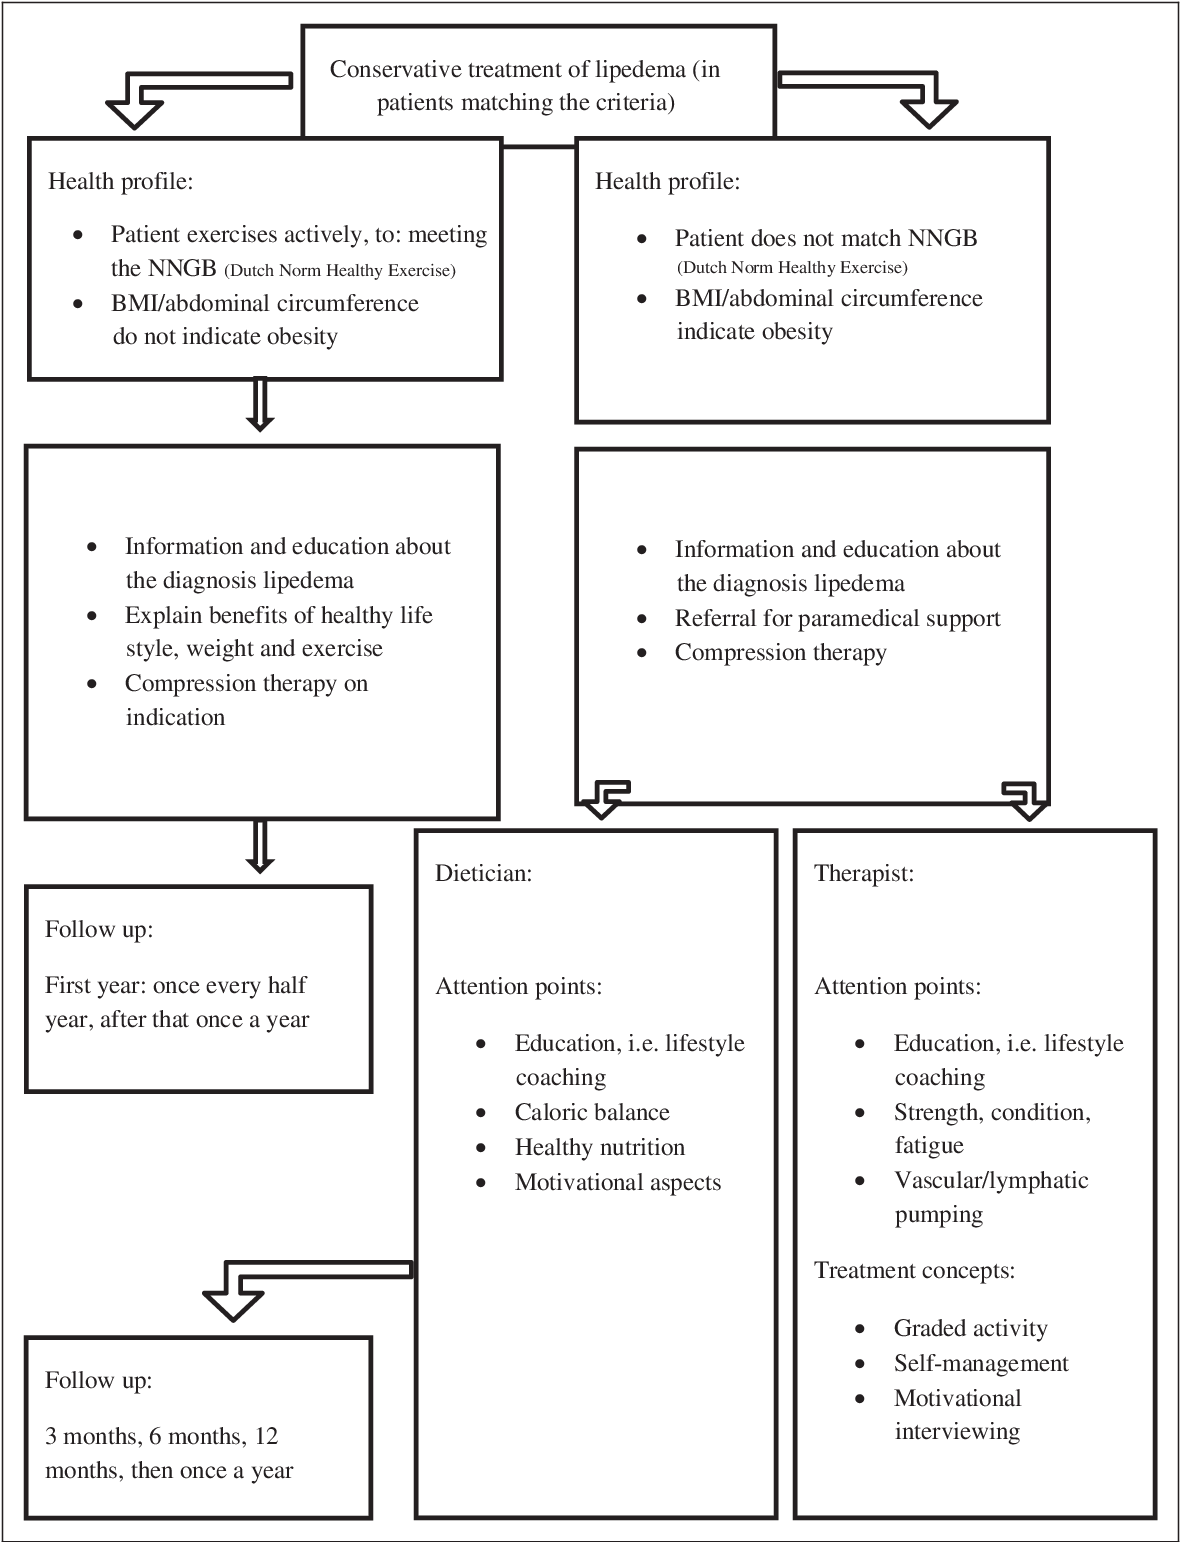 Conservative treatment of lipedema (in
patients matching the criteria)
Health profile:
• Patient exercises actively, to: meeting
the NNGB (Dutch Norm Healthy Exercise)
• BMI/abdominal circumference
do not indicate obesity
Health profile:
• Patient does not match NNGB
(Dutch Norm Healthy Exercise)
• BMI/abdominal circumference
indicate obesity
• Information and education about
the diagnosis lipedema
• Explain benefits of healthy life
style, weight and exercise
• Compression therapy on
indication
• Information and education about
the diagnosis lipedema
• Referral for paramedical support
• Compression therapy
Follow up:
First year: once every half
year, after that once a year
Dietician:
Attention points:
• Education, i.e. lifestyle
coaching
• Caloric balance
• Healthy nutrition
• Motivational aspects
Therapist:
Attention points:
• Education, i.e. lifestyle
coaching
• Strength, condition,
fatigue
• Vascular/lymphatic
pumping
Treatment concepts:
• Graded activity
• Self-management
• Motivational
interviewing
Follow up:
3 months, 6 months, 12
months, then once a year